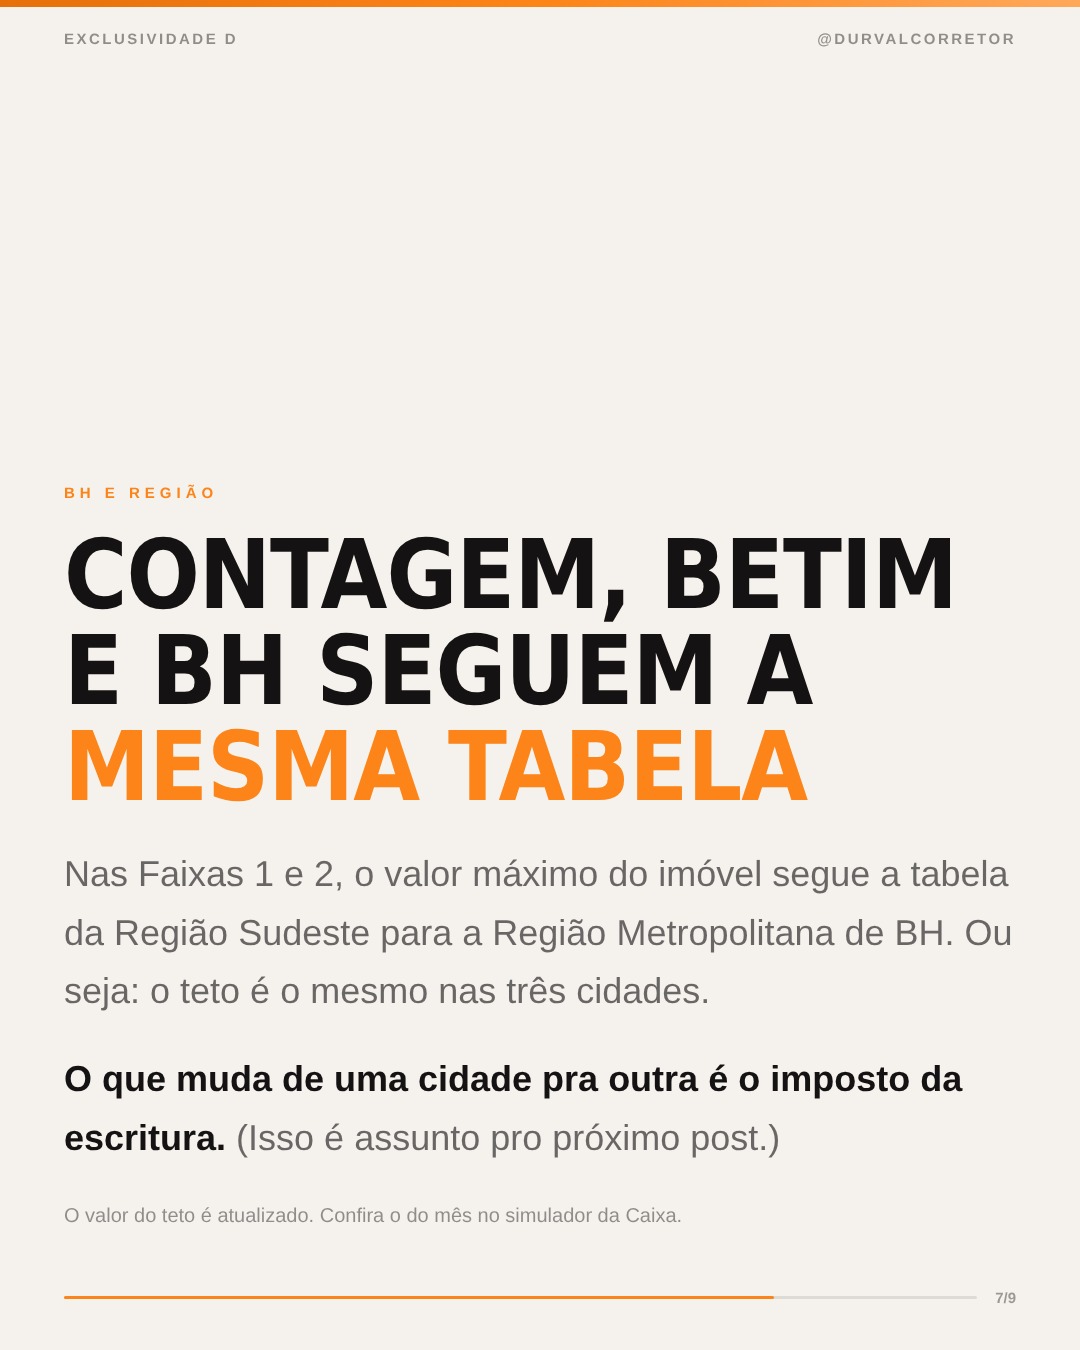 EXCLUSIVIDADE D
@DURVALCORRETOR
BH E REGIÃO
CONTAGEM, BETIM
E BH SEGUEM A
MESMA TABELA
Nas Faixas 1 e 2, o valor máximo do imóvel segue a tabela
da Região Sudeste para a Região Metropolitana de BH. Ou
seja: o teto é o mesmo nas três cidades.
O que muda de uma cidade pra outra é o imposto da
escritura. (Isso é assunto pro próximo post.)
O valor do teto é atualizado. Confira o do mês no simulador da Caixa.
7/9